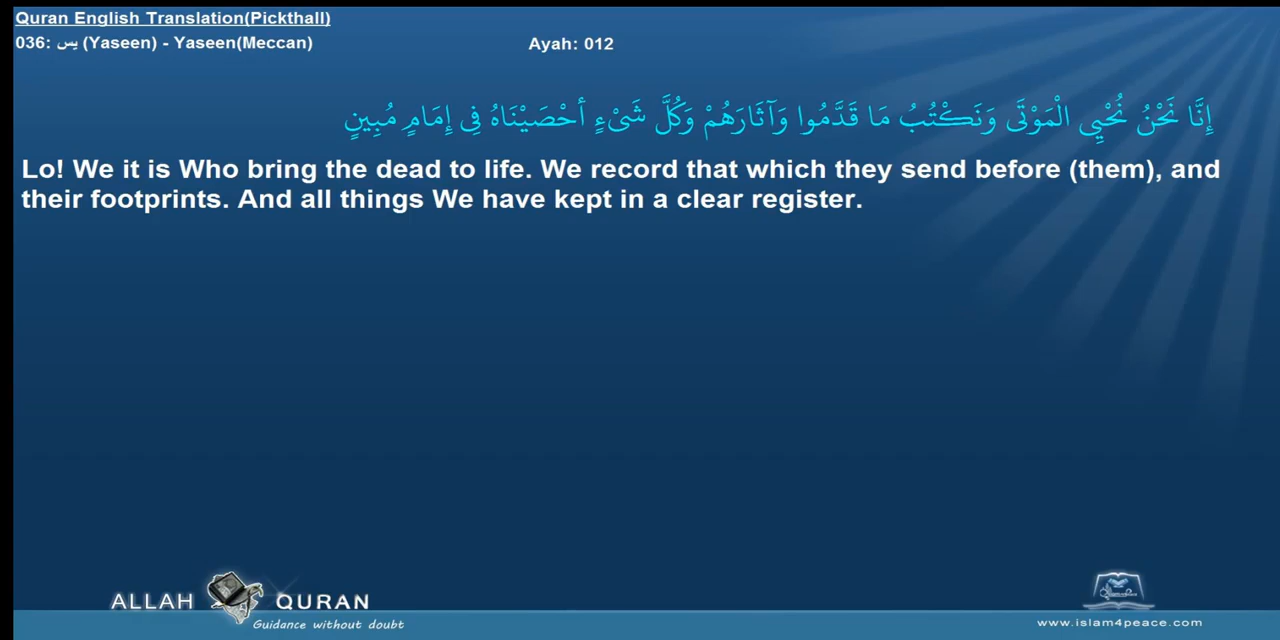 Quran English Translation(Pickthall)
036: يس (Yaseen) - Yaseen(Meccan)
Ayah: 012
إِنَّا نَحْنُ نُحْيِي الْمَوْتَى وَنَكْتُبُ مَا قَدَّمُوا وَآثَارَهُمْ وَكُلَّ شَيْءٍ أحْصَيْنَاهُ فِي إِمَامٍ مُبِينٍ
Lo! We it is Who bring the dead to life. We record that which they send before (them), and
their footprints. And all things We have kept in a clear register.
ALLAH QURAN
Guidance without doubt
www.islam4peace.com